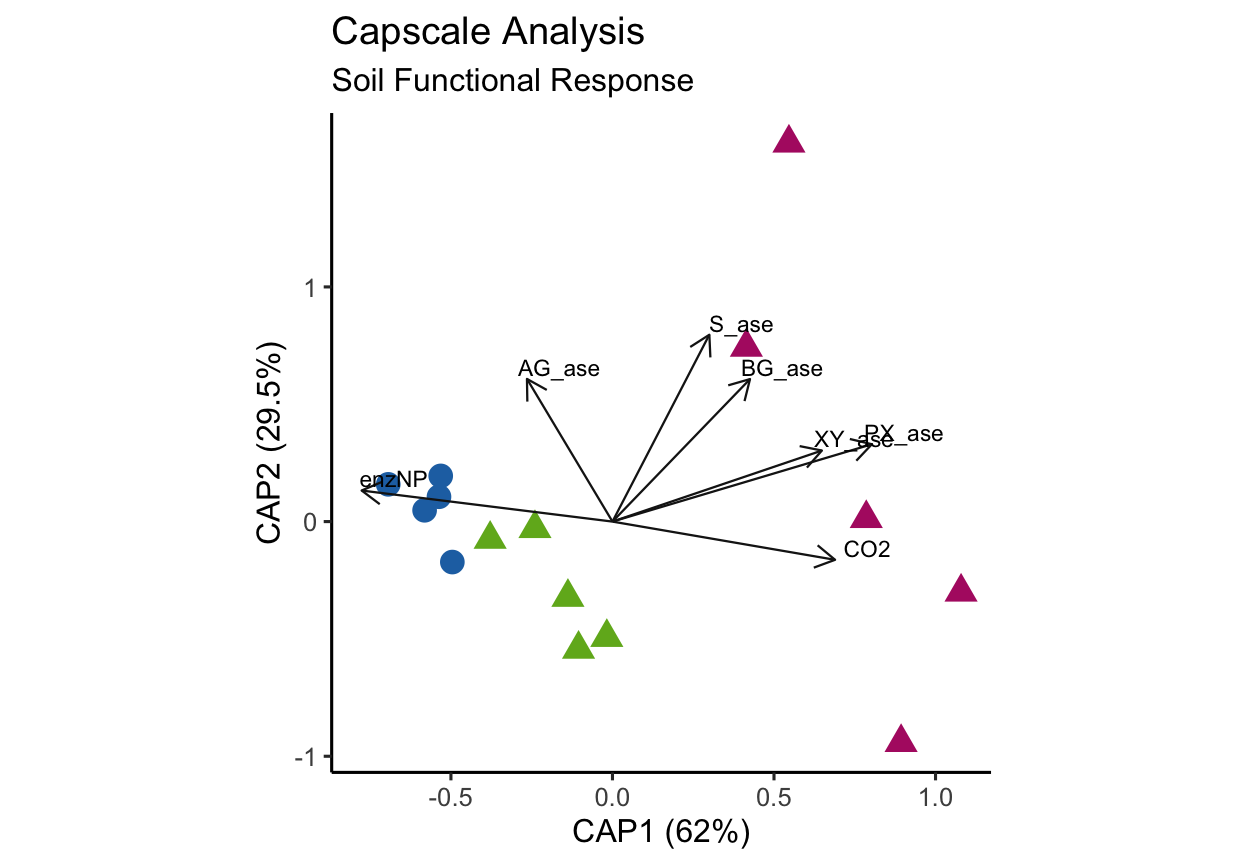 Capscale Analysis
Soil Functional Response
CAP2 (29.5%)
1
0
-1
S_ase
AG_ase
BG_ase
XY_ase
PX_ase
enzNP
CO2
-0.5
0.0
0.5
1.0
CAP1 (62%)